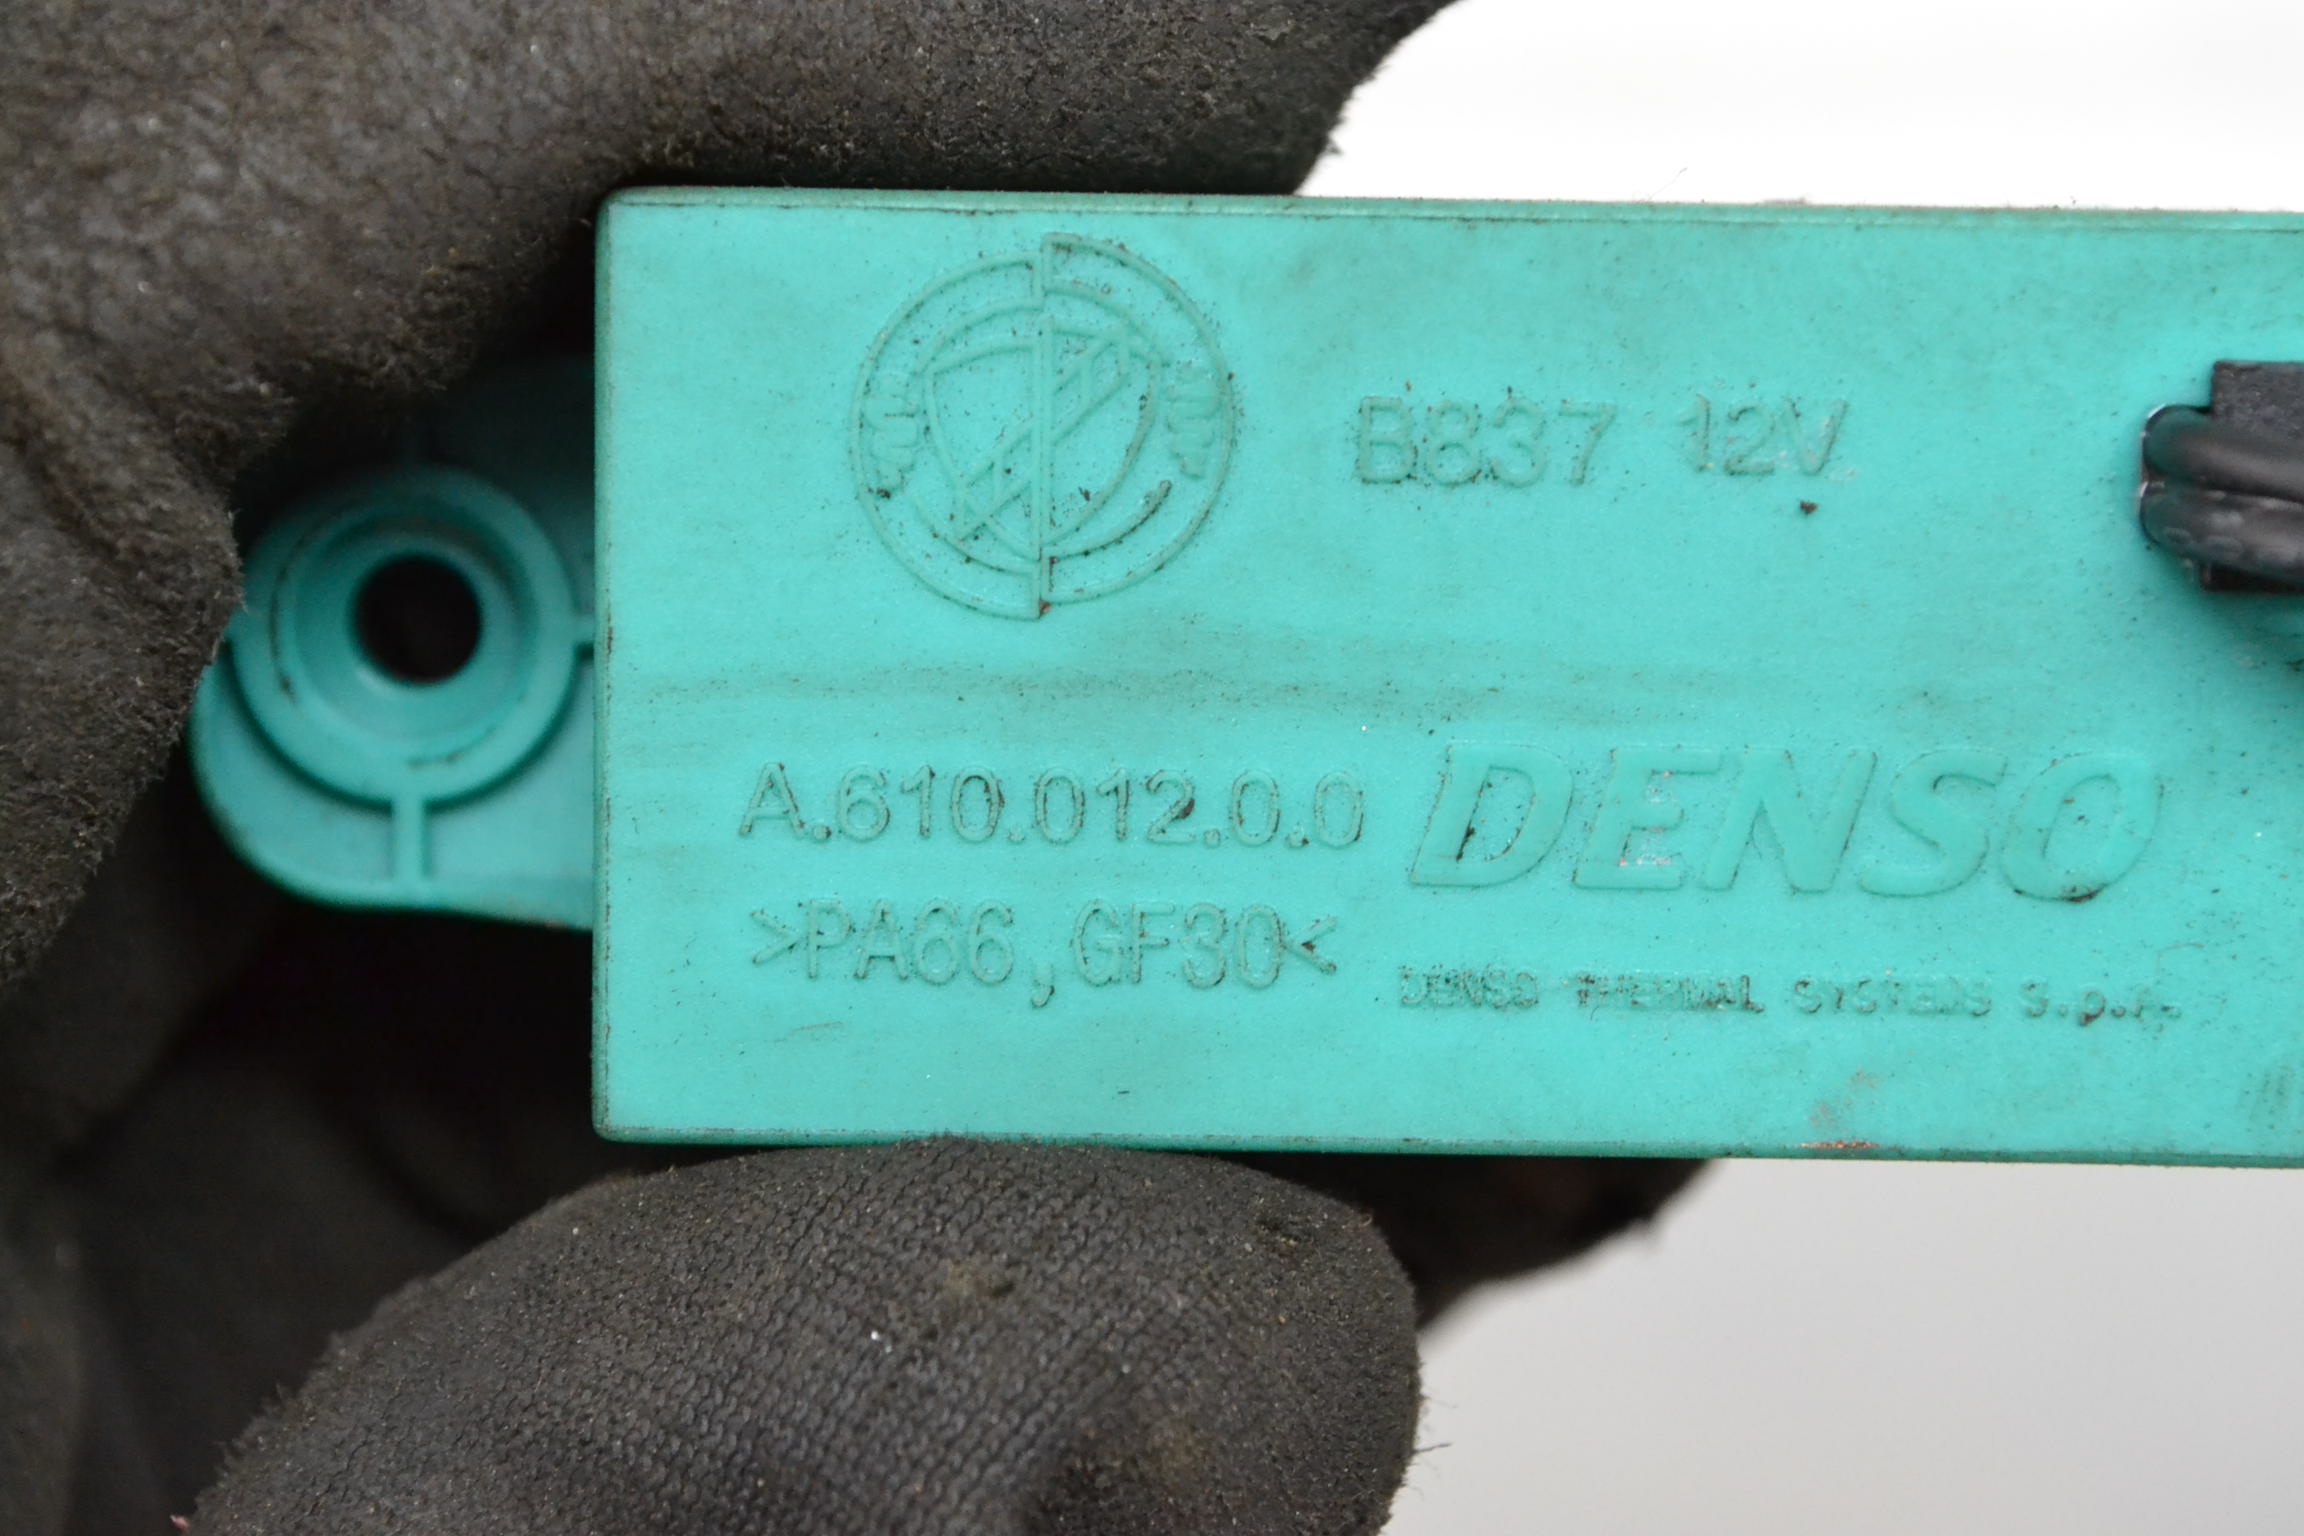 B837 12V
A.610.012.0.0
DENSO
>PA66,GF30<
DENSO THERMAL SYSTEMS S.p.A.